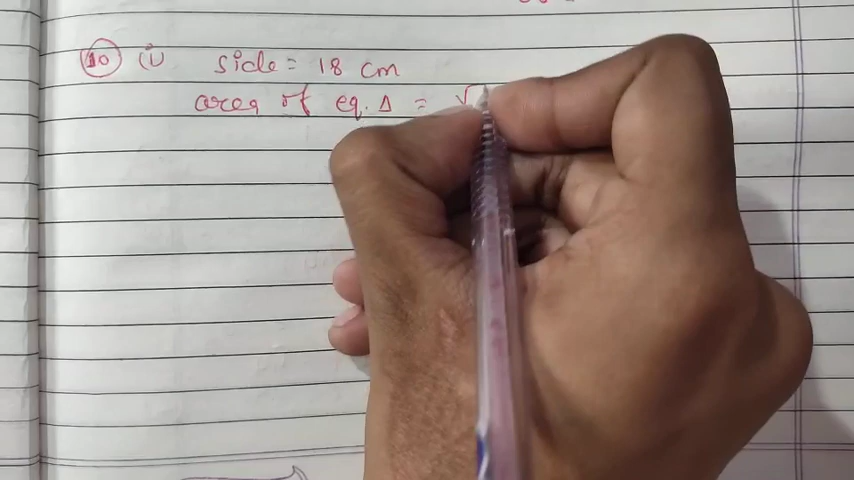 10 (i) side = 18 cm
area of eq. Δ = √